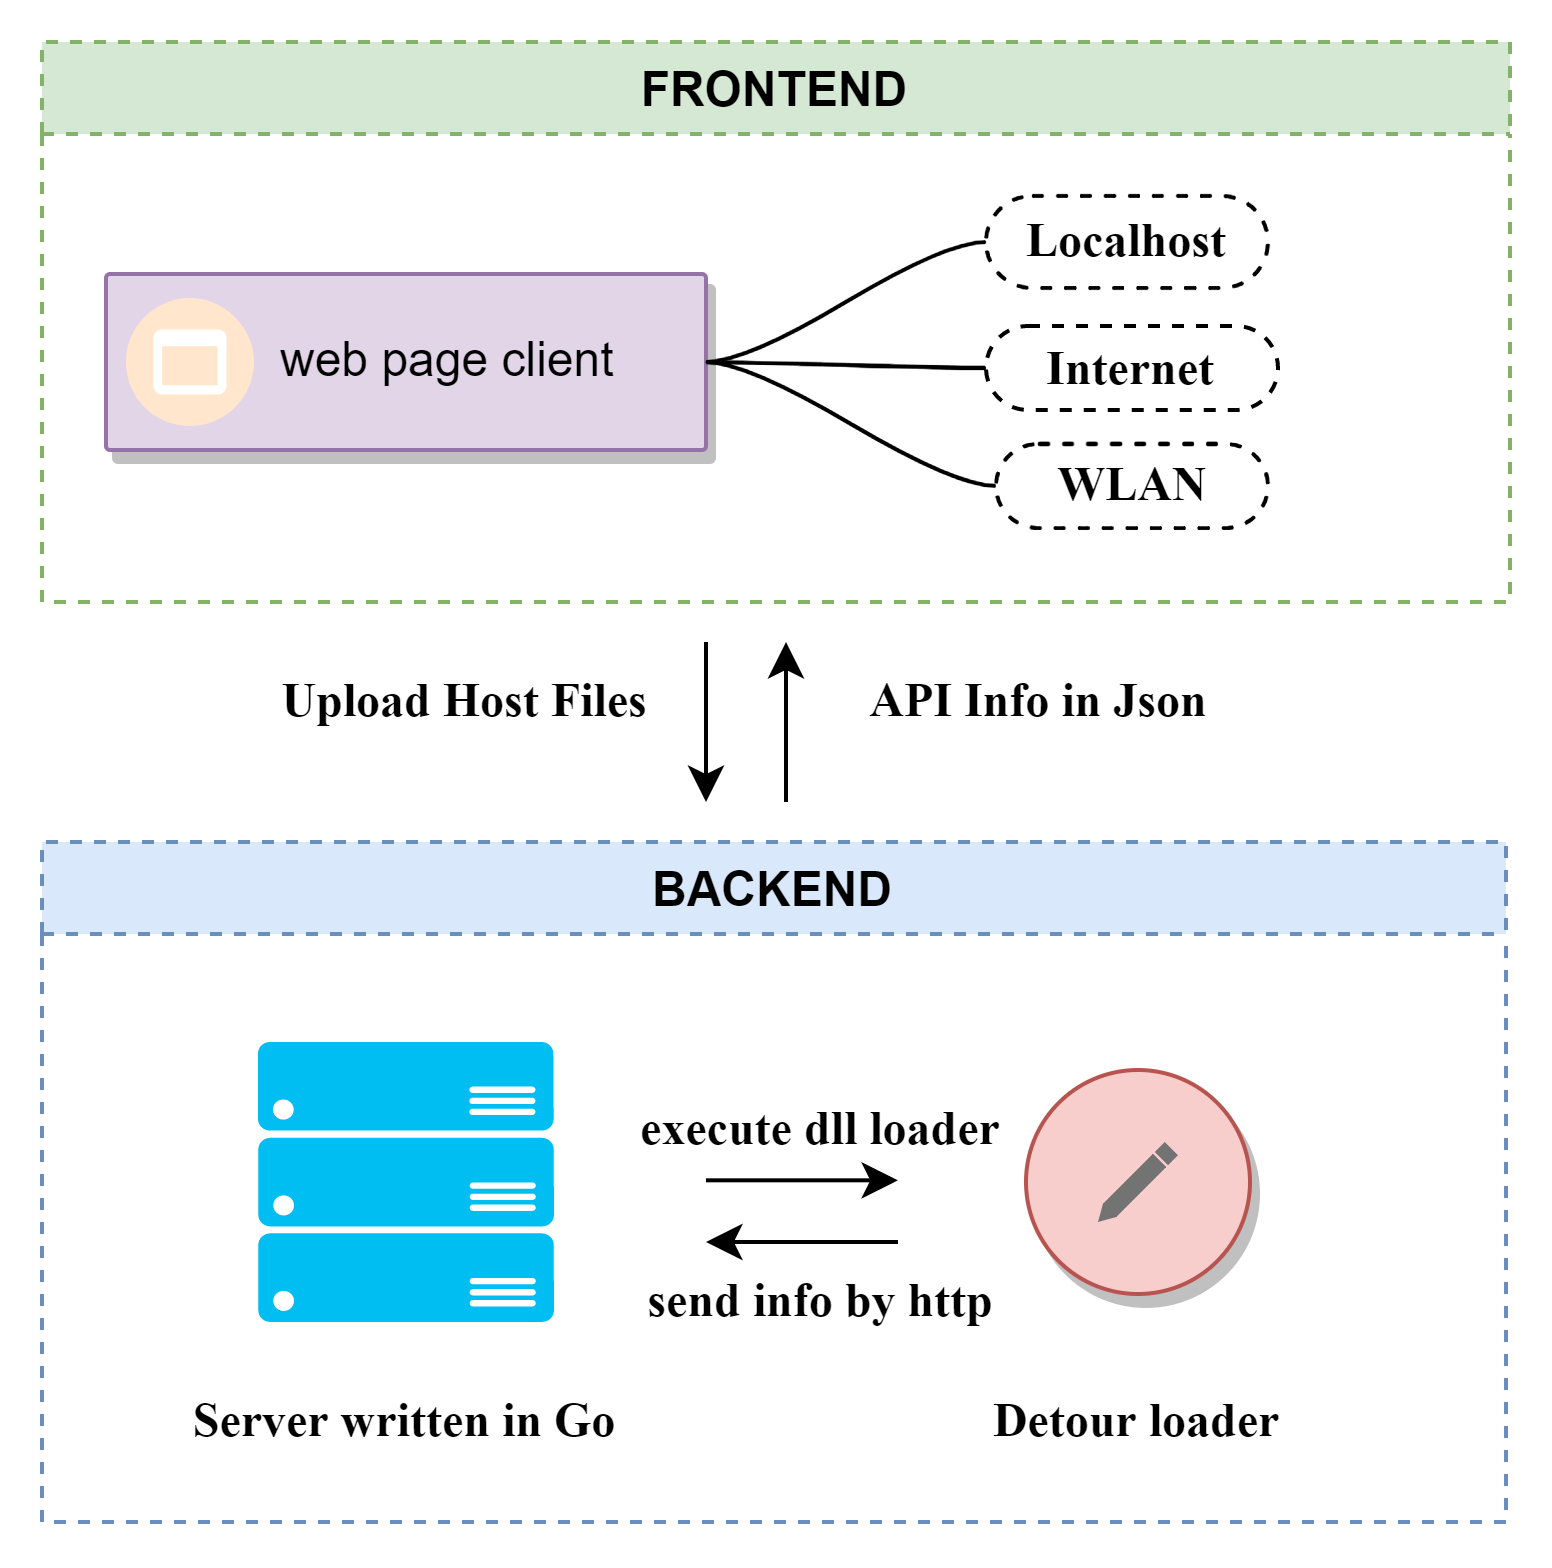 FRONTEND
Localhost
web page client
Internet
WLAN
Upload Host Files
API Info in Json
BACKEND
execute dll loader
send info by http
Server written in Go
Detour loader